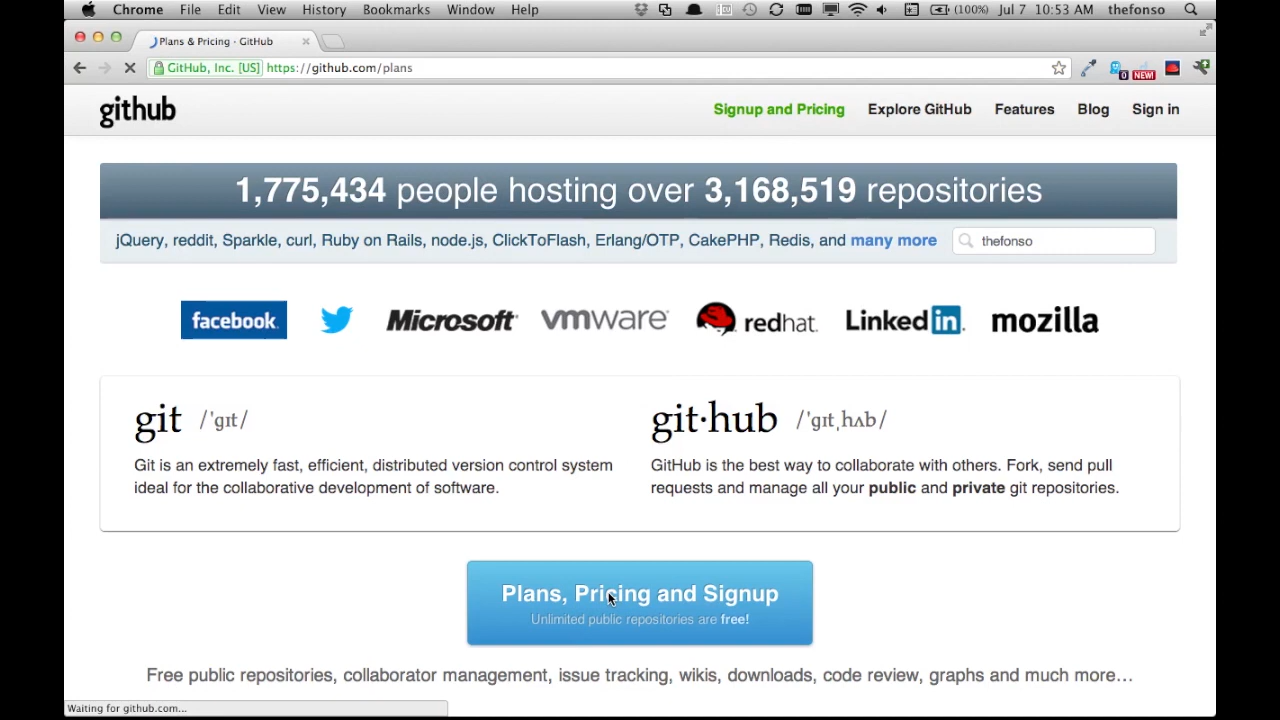 Chrome File Edit View History Bookmarks Window Help (100%) Jul 7 10:53 AM thefonso
Plans & Pricing · GitHub
GitHub, Inc. [US] https://github.com/plans 0 NEW!
github Signup and Pricing Explore GitHub Features Blog Sign in
1,775,434 people hosting over 3,168,519 repositories
jQuery, reddit, Sparkle, curl, Ruby on Rails, node.js, ClickToFlash, Erlang/OTP, CakePHP, Redis, and many more thefonso
facebook. Microsoft vmware redhat. Linked in. mozilla
git /ˈgɪt/
Git is an extremely fast, efficient, distributed version control system
ideal for the collaborative development of software.
git·hub /ˈgɪtˌhʌb/
GitHub is the best way to collaborate with others. Fork, send pull
requests and manage all your public and private git repositories.
Plans, Pricing and Signup
Unlimited public repositories are free!
Free public repositories, collaborator management, issue tracking, wikis, downloads, code review, graphs and much more…
Waiting for github.com...